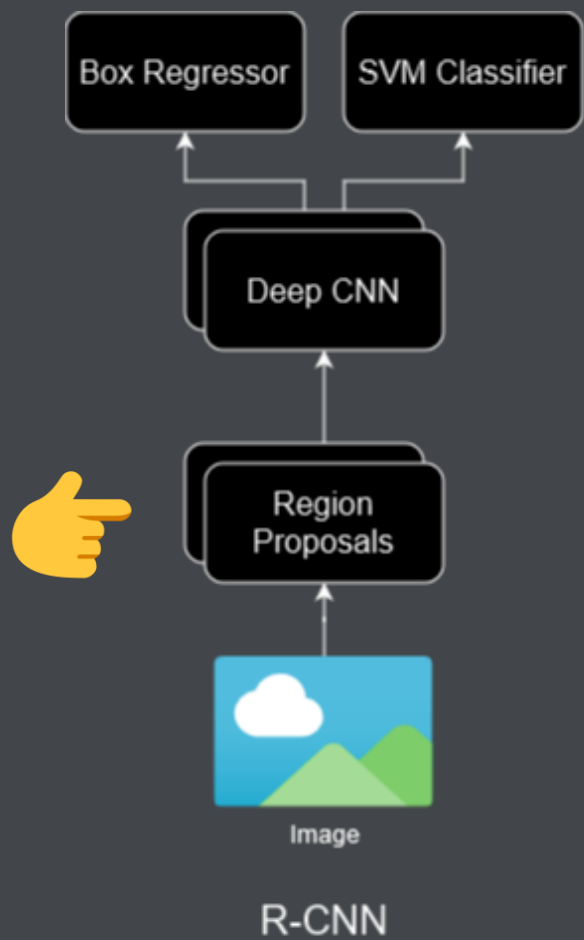 Box Regressor
SVM Classifier
Deep CNN
Region
Proposals
Image
R-CNN